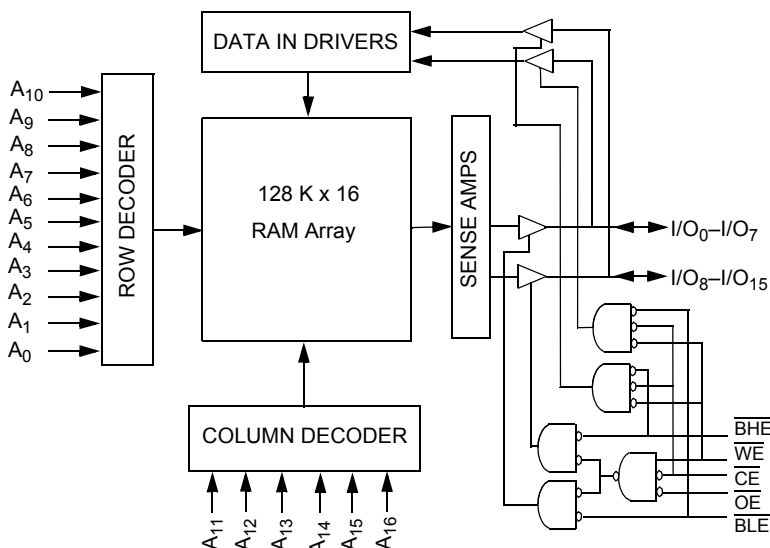 DATA IN DRIVERS
A10
A9
A8
A7
A6
A5
A4
A3
A2
A1
A0
ROW DECODER
128 K x 16
RAM Array
SENSE AMPS
I/O0–I/O7
I/O8–I/O15
COLUMN DECODER
A11
A12
A13
A14
A15
A16
BHE
WE
CE
OE
BLE